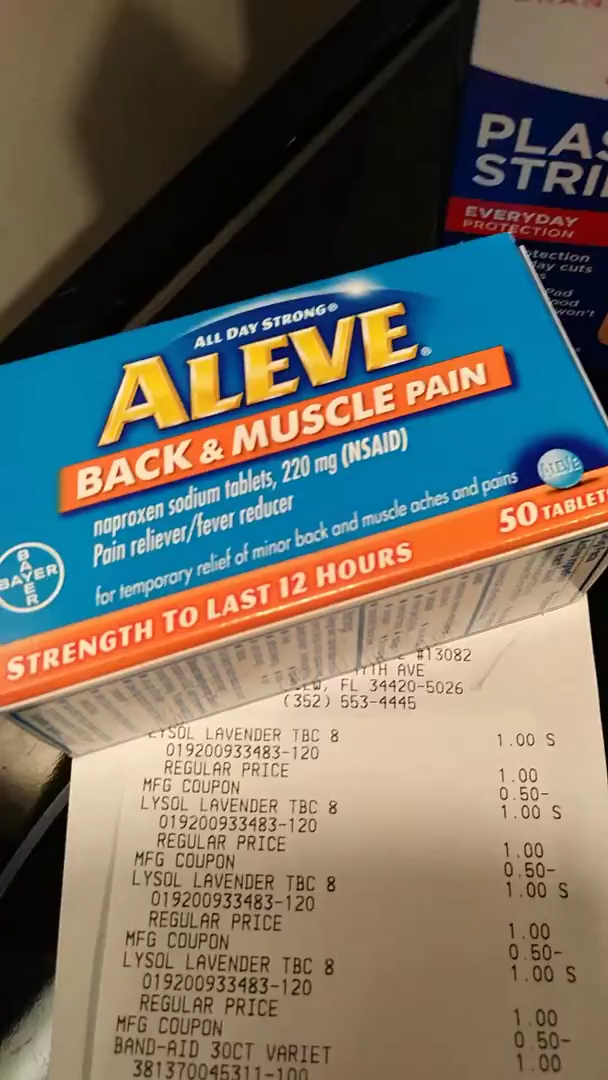 PLAS
STRI
EVERYDAY
PROTECTION
ALL DAY STRONG®
ALEVE®
BACK & MUSCLE PAIN
naproxen sodium tablets, 220 mg (NSAID)
Pain reliever/fever reducer
for temporary relief of minor back and muscle aches and pains
ALEVE
50 TABLET
BAYER
BAYER
STRENGTH TO LAST 12 HOURS
#13082
TH AVE
EW, FL 34420-5026
(352) 553-4445
LYSOL LAVENDER TBC 8 1.00 S
019200933483-120
REGULAR PRICE 1.00
MFG COUPON 0.50-
LYSOL LAVENDER TBC 8 1.00 S
019200933483-120
REGULAR PRICE 1.00
MFG COUPON 0.50-
LYSOL LAVENDER TBC 8 1.00 S
019200933483-120
REGULAR PRICE 1.00
MFG COUPON 0.50-
LYSOL LAVENDER TBC 8 1.00 S
019200933483-120
REGULAR PRICE 1.00
MFG COUPON 0.50-
BAND-AID 30CT VARIET 1.00
381370045311-100